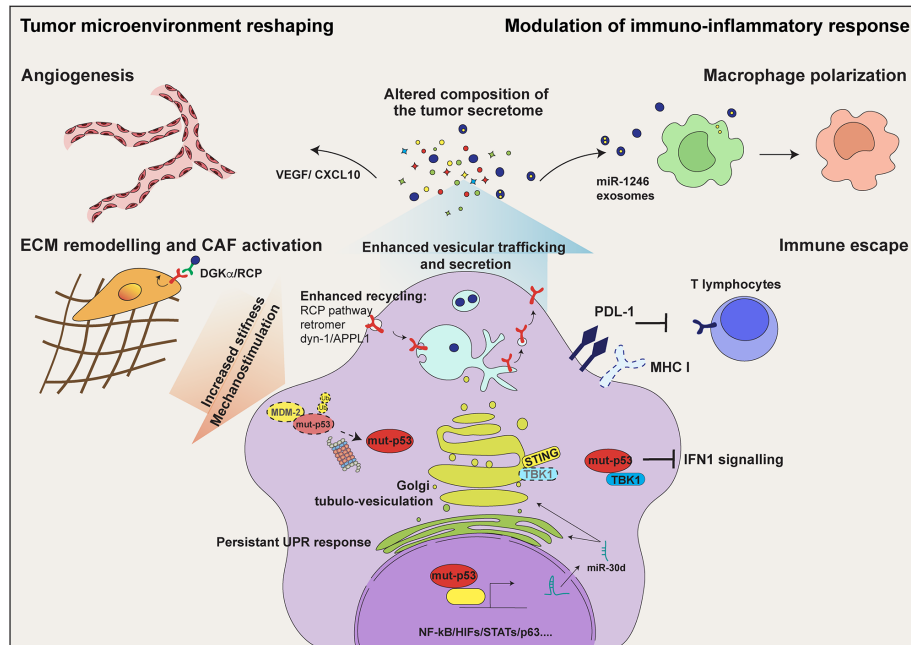 Tumor microenvironment reshaping
Modulation of immuno-inflammatory response
Angiogenesis
Macrophage polarization
Altered composition of
the tumor secretome
VEGF/ CXCL10
miR-1246
exosomes
ECM remodelling and CAF activation
Enhanced vesicular trafficking
and secretion
Immune escape
DGKα/RCP
T lymphocytes
Enhanced recycling:
RCP pathway
retromer
dyn-1/APPL1
PDL-1
MHC I
Increased stiffness
Mechanostimulation
Ub
Ub
MDM-2
mut-p53
mut-p53
STING
TBK1
mut-p53
TBK1
IFN1 signalling
Golgi
tubulo-vesiculation
Persistant UPR response
miR-30d
mut-p53
NF-kB/HIFs/STATs/p63....